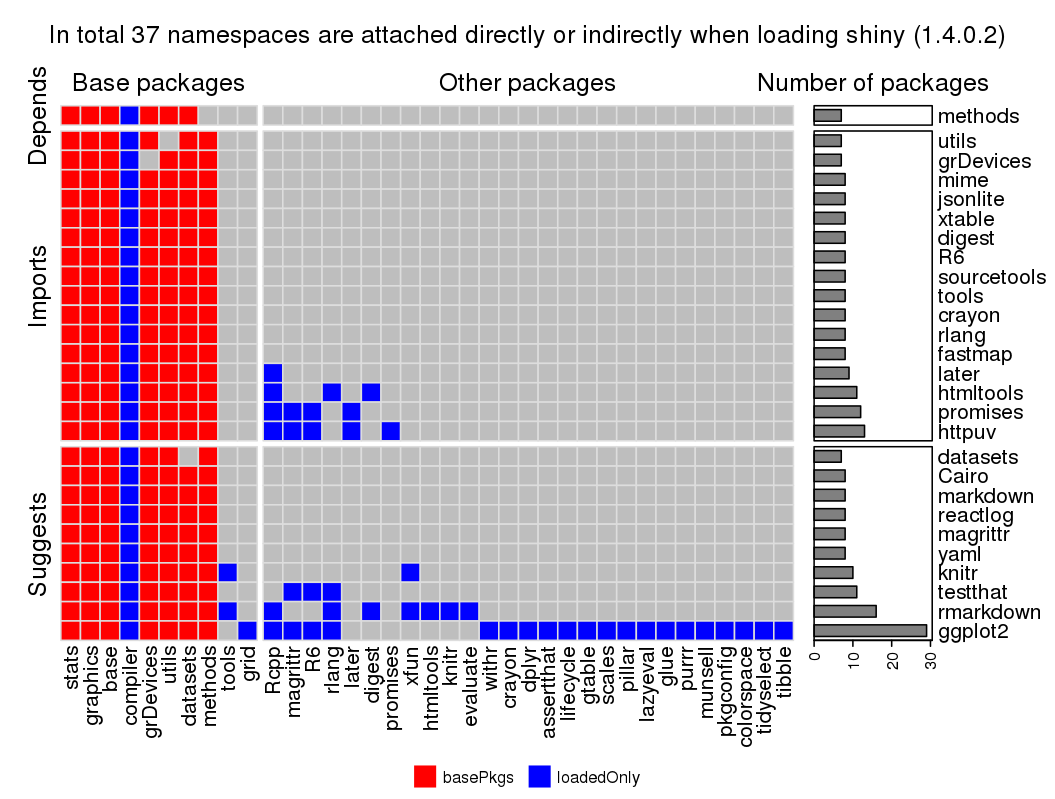 In total 37 namespaces are attached directly or indirectly when loading shiny (1.4.0.2)
Base packages
Other packages
Number of packages
Depends
Imports
Suggests
methods
utils
grDevices
mime
jsonlite
xtable
digest
R6
sourcetools
tools
crayon
rlang
fastmap
later
htmltools
promises
httpuv
datasets
Cairo
markdown
reactlog
magrittr
yaml
knitr
testthat
rmarkdown
ggplot2
0
10
20
30
stats
graphics
base
compiler
grDevices
utils
datasets
methods
tools
grid
Rcpp
magrittr
R6
rlang
later
digest
promises
xfun
htmltools
knitr
evaluate
withr
crayon
dplyr
assertthat
lifecycle
gtable
scales
pillar
lazyeval
glue
purrr
munsell
pkgconfig
colorspace
tidyselect
tibble
basePkgs
loadedOnly